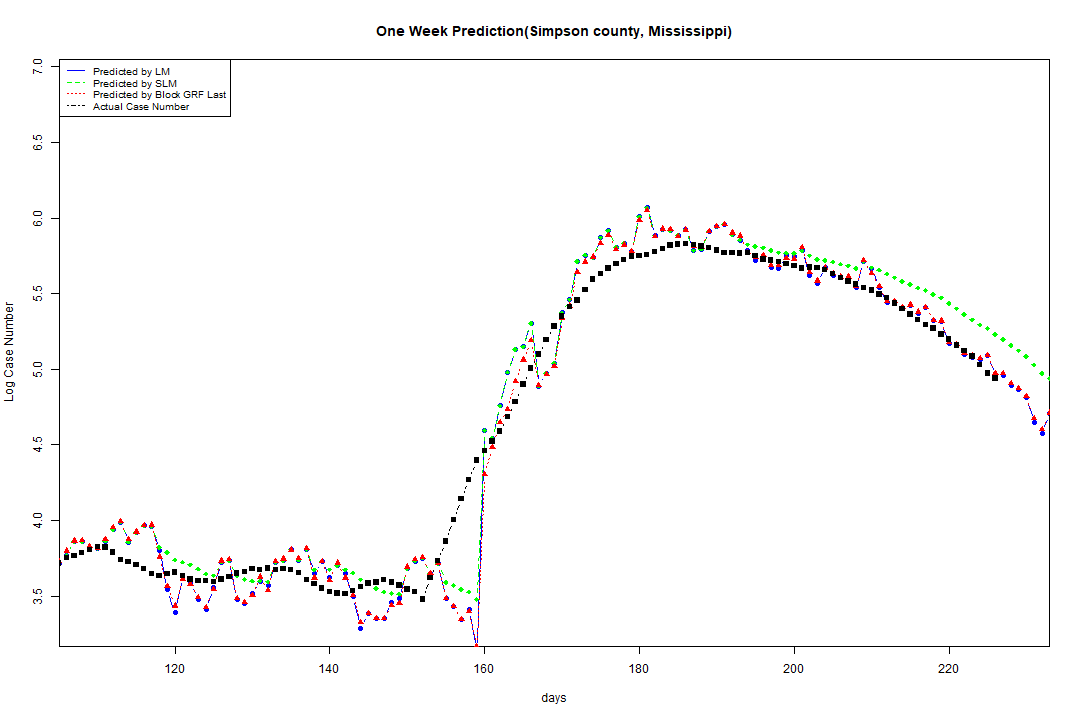 One Week Prediction(Simpson county, Mississippi)
Predicted by LM
Predicted by SLM
Predicted by Block GRF Last
Actual Case Number
7.0
6.5
6.0
5.5
5.0
4.5
4.0
3.5
Log Case Number
120 140 160 180 200 220
days